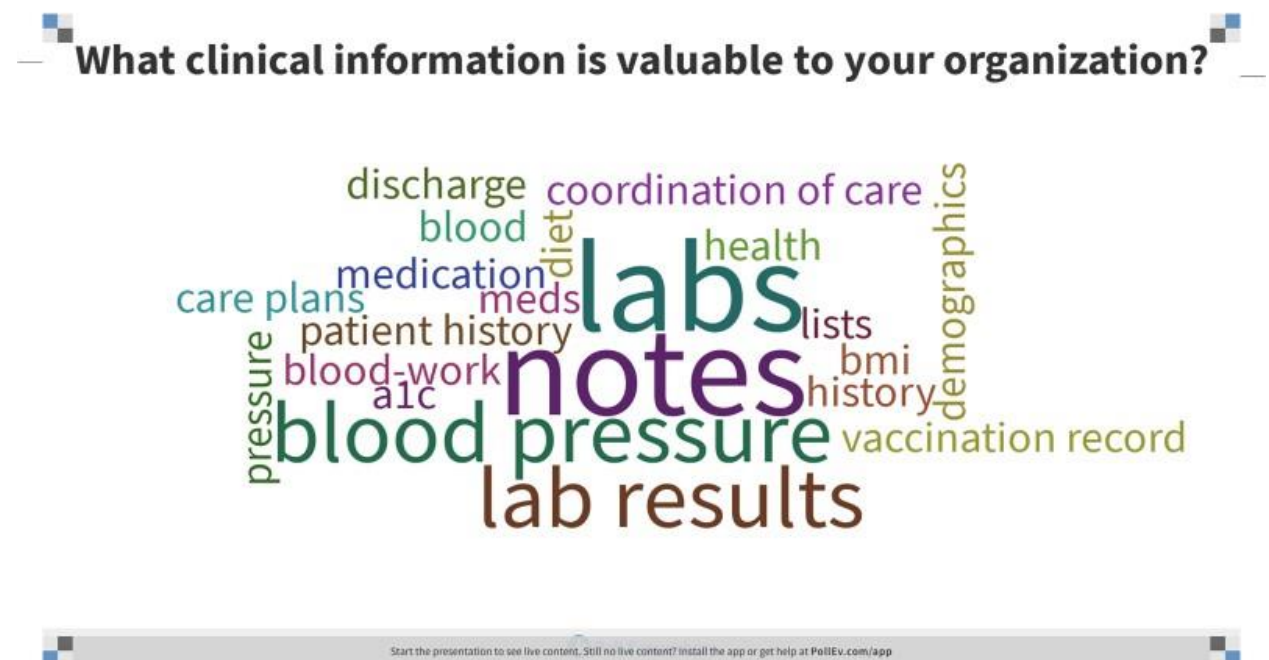 What clinical information is valuable to your organization?
discharge
coordination of care
demographics
blood
diet
health
medication
labs
care plans
meds
lists
patient history
pressure
blood-work
notes
bmi
a1c
history
blood pressure
vaccination record
lab results
Start the presentation to see live content. Still no live content? Install the app or get help at PollEv.com/app